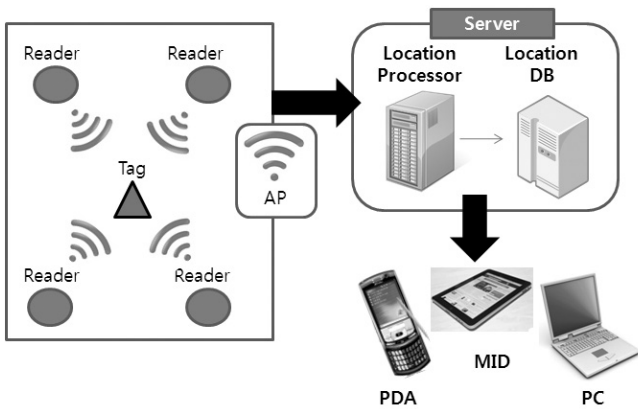 Reader
Reader
Tag
AP
Reader
Reader
Server
Location
Processor
Location
DB
PDA
MID
PC